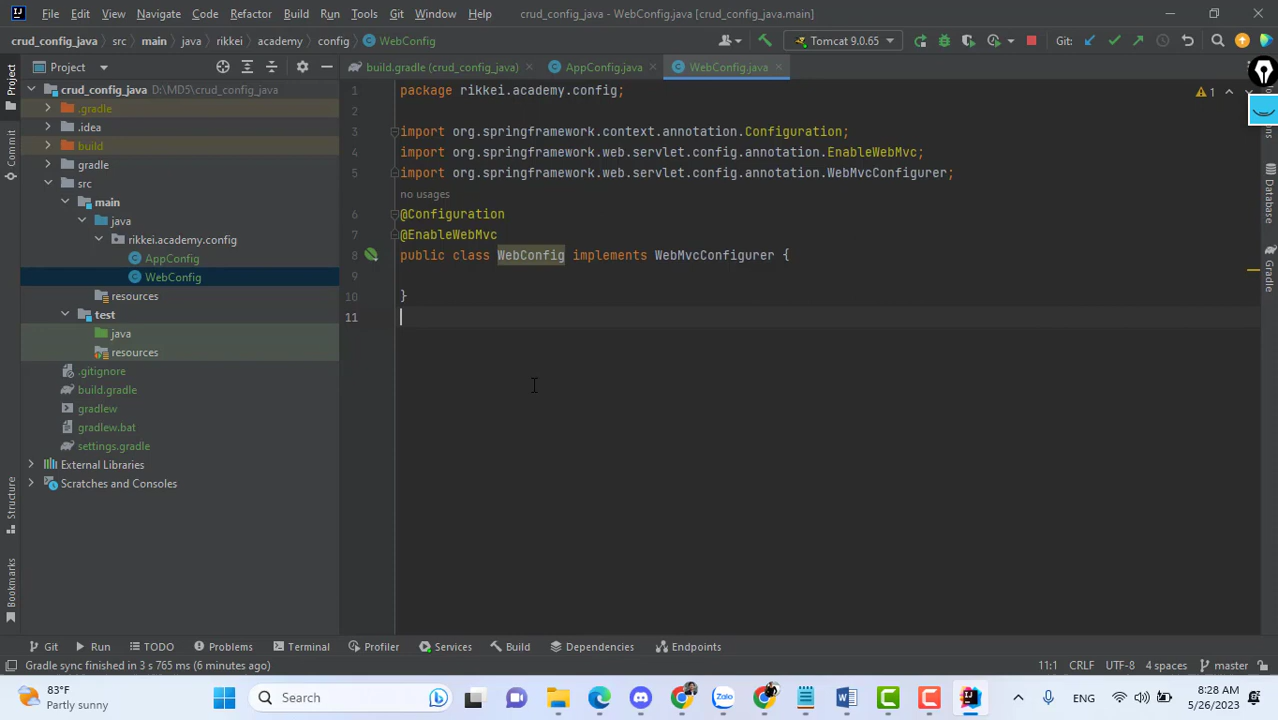 File Edit View Navigate Code Refactor Build Run Tools Git Window Help crud_config_java - WebConfig.java [crud_config_java.main]
crud_config_java src main java rikkei academy config WebConfig Tomcat 9.0.65 Git:
Project build.gradle (crud_config_java) AppConfig.java WebConfig.java
crud_config_java D:\MD5\crud_config_java
.gradle
.idea
build
gradle
src
main
java
rikkei.academy.config
AppConfig
WebConfig
resources
test
java
resources
.gitignore
build.gradle
gradlew
gradlew.bat
settings.gradle
External Libraries
Scratches and Consoles
1 package rikkei.academy.config;
2
3 import org.springframework.context.annotation.Configuration;
4 import org.springframework.web.servlet.config.annotation.EnableWebMvc;
5 import org.springframework.web.servlet.config.annotation.WebMvcConfigurer;
no usages
6 @Configuration
7 @EnableWebMvc
8 public class WebConfig implements WebMvcConfigurer {
9
10 }
11
1
Project
Commit
Structure
Bookmarks
Database
Gradle
Git Run TODO Problems Terminal Profiler Services Build Dependencies Endpoints
Gradle sync finished in 3 s 765 ms (6 minutes ago) 11:1 CRLF UTF-8 4 spaces master
83°F
Partly sunny
Search
Zalo
ENG
8:28 AM
5/26/2023